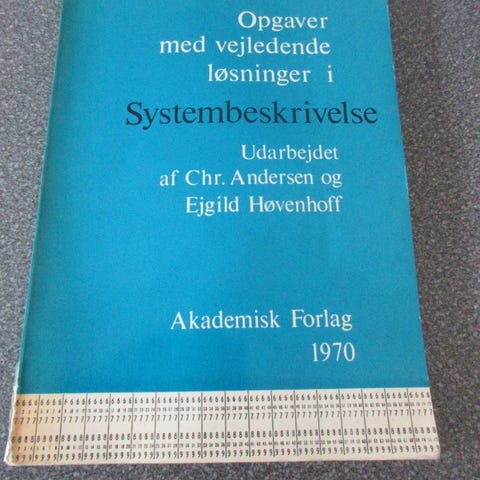 Opgaver
med vejledende
løsninger i
Systembeskrivelse
Udarbejdet
af Chr. Andersen og
Ejgild Høvenhoff
Akademisk Forlag
1970